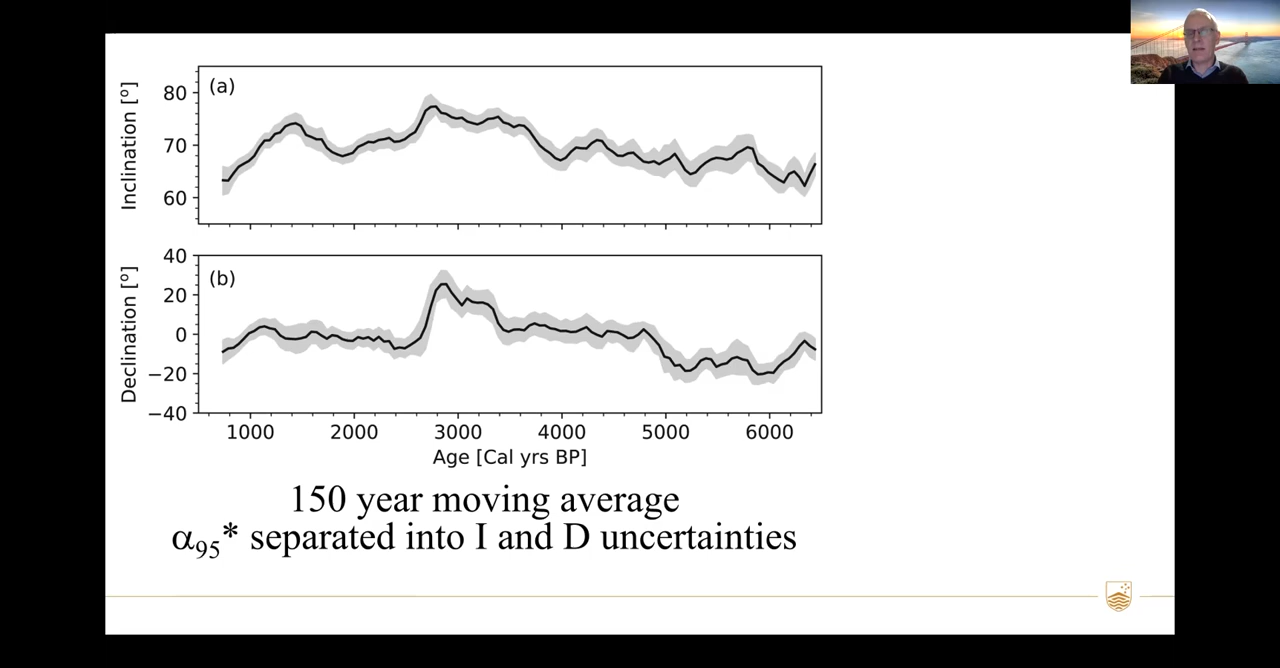 (a)
Inclination [°]
80
70
60
(b)
Declination [°]
40
20
0
−20
−40
1000 2000 3000 4000 5000 6000
Age [Cal yrs BP]
150 year moving average
α95* separated into I and D uncertainties